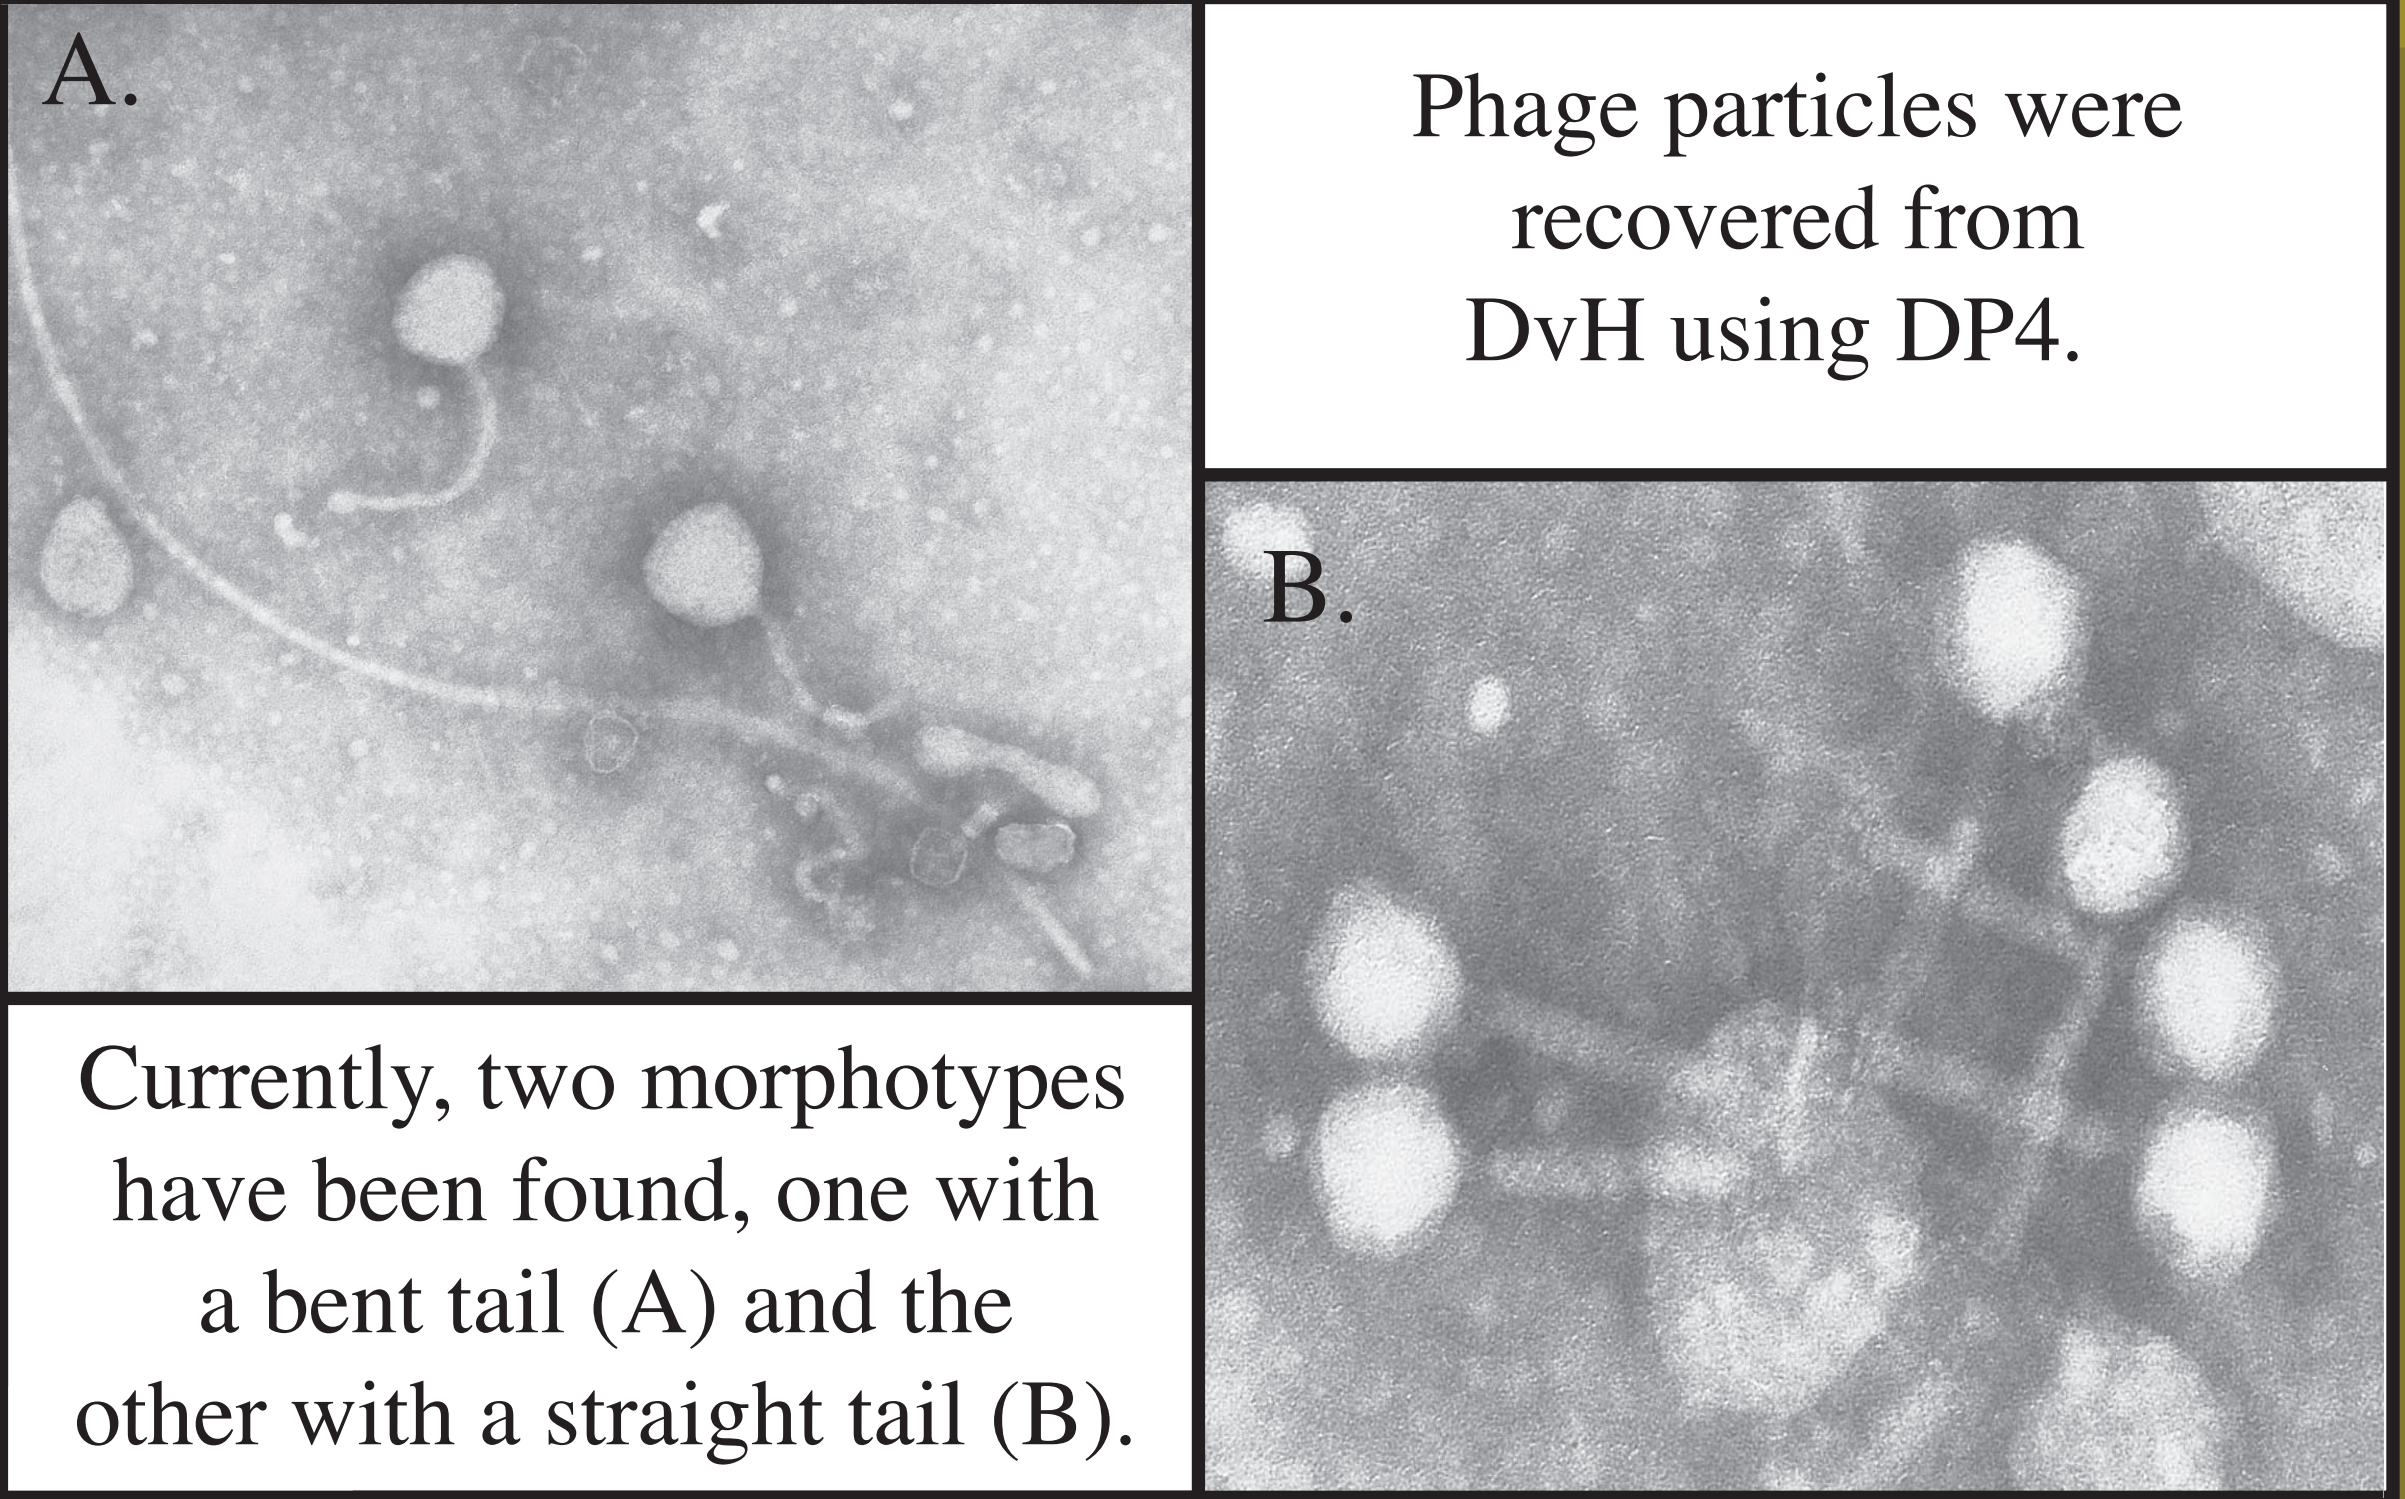 A.
Phage particles were
recovered from
DvH using DP4.
B.
Currently, two morphotypes
have been found, one with
a bent tail (A) and the
other with a straight tail (B).